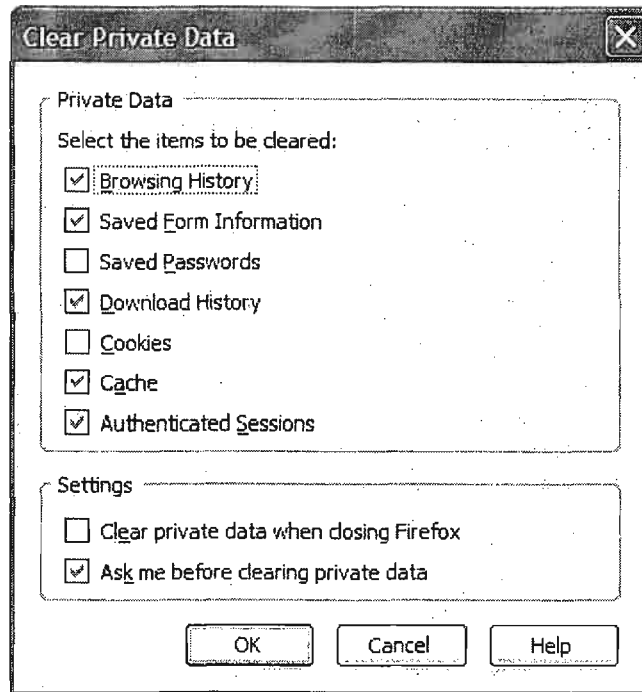 Clear Private Data
Private Data
Select the items to be cleared:
Browsing History
Saved Form Information
Saved Passwords
Download History
Cookies
Cache
Authenticated Sessions
Settings
Clear private data when closing Firefox
Ask me before clearing private data
OK Cancel Help